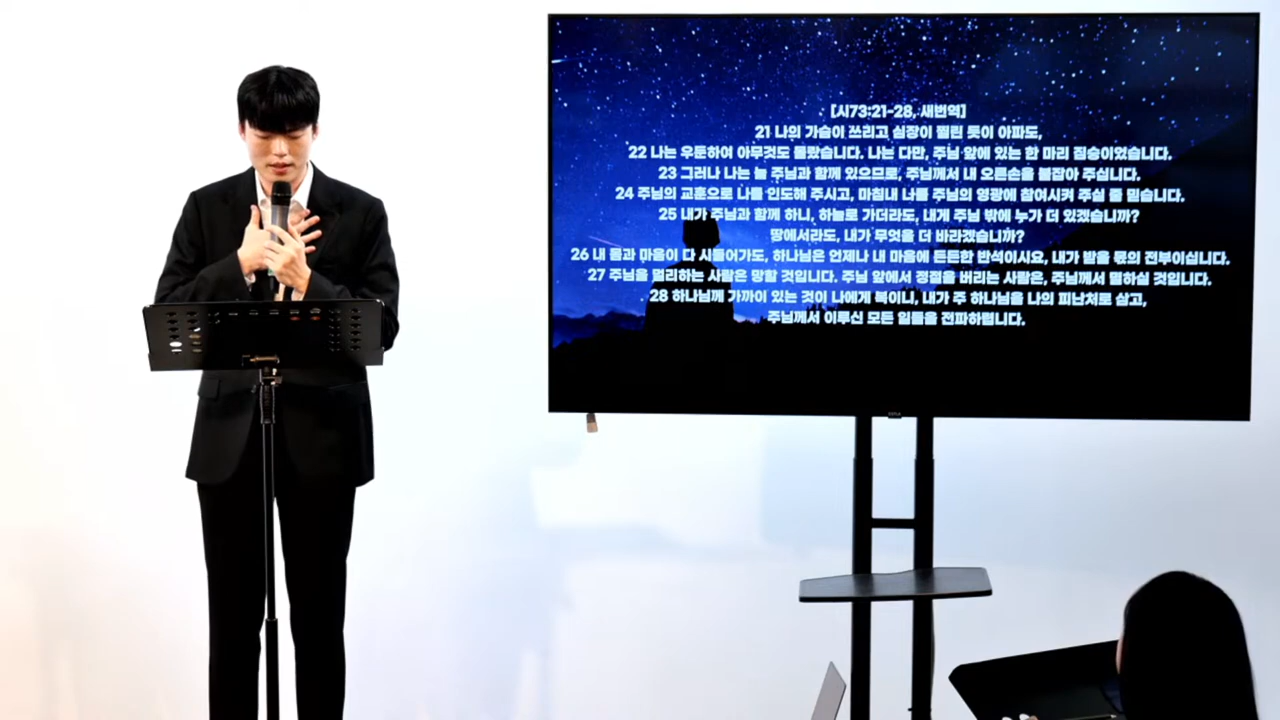 [시73:21-28, 새번역]
21 나의 가슴이 쓰리고 심장이 찔린 듯이 아파도,
22 나는 우둔하여 아무것도 몰랐습니다. 나는 다만, 주님 앞에 있는 한 마리 짐승이었습니다.
23 그러나 나는 늘 주님과 함께 있으므로, 주님께서 내 오른손을 붙잡아 주십니다.
24 주님의 교훈으로 나를 인도해 주시고, 마침내 나를 주님의 영광에 참여시켜 주실 줄 믿습니다.
25 내가 주님과 함께 하니, 하늘로 가더라도, 내게 주님 밖에 누가 더 있겠습니까?
땅에서라도, 내가 무엇을 더 바라겠습니까?
26 내 몸과 마음이 다 시들어가도, 하나님은 언제나 내 마음에 든든한 반석이시요, 내가 받을 몫의 전부이십니다.
27 주님을 멀리하는 사람은 망할 것입니다. 주님 앞에서 정절을 버리는 사람은, 주님께서 멸하실 것입니다.
28 하나님께 가까이 있는 것이 나에게 복이니, 내가 주 하나님을 나의 피난처로 삼고,
주님께서 이루신 모든 일들을 전파하렵니다.